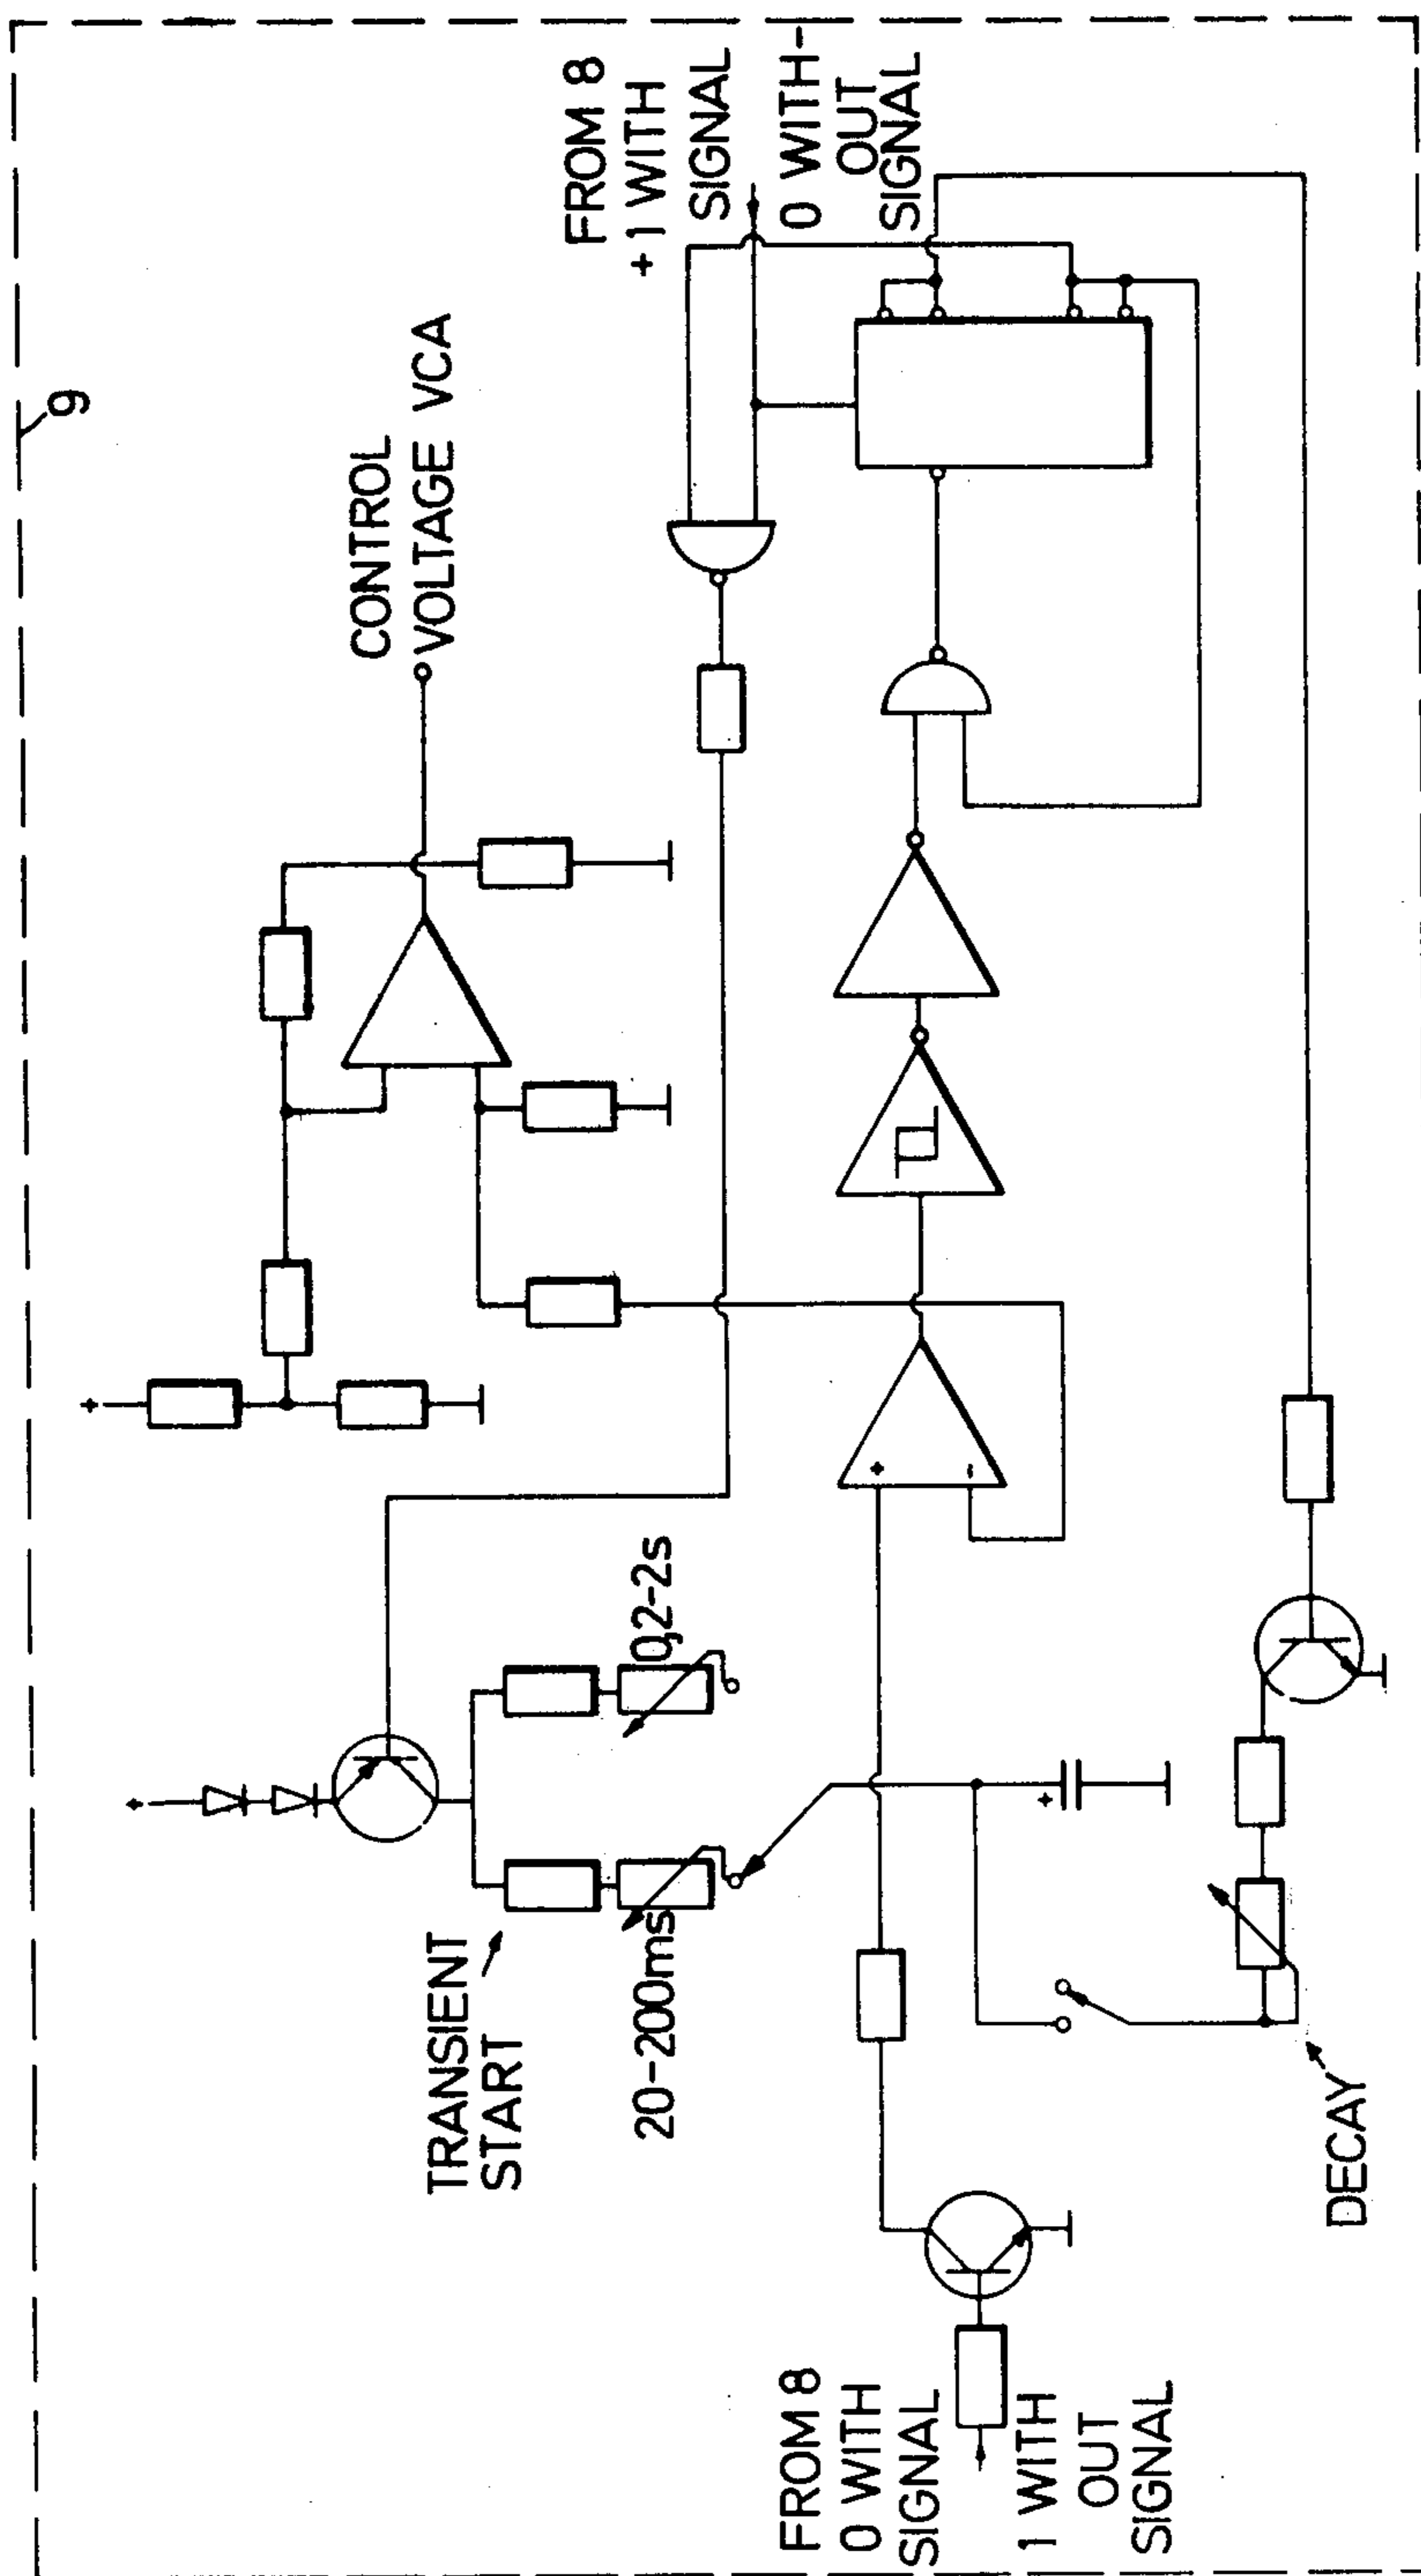 9
FROM 8
+1 WITH
SIGNAL
0 WITH-
OUT
SIGNAL
CONTROL
VOLTAGE VCA
TRANSIENT
START
20-200ms
0,2-2s
+
+
+
-
+
FROM 8
0 WITH
SIGNAL
1 WITH
OUT
SIGNAL
DECAY